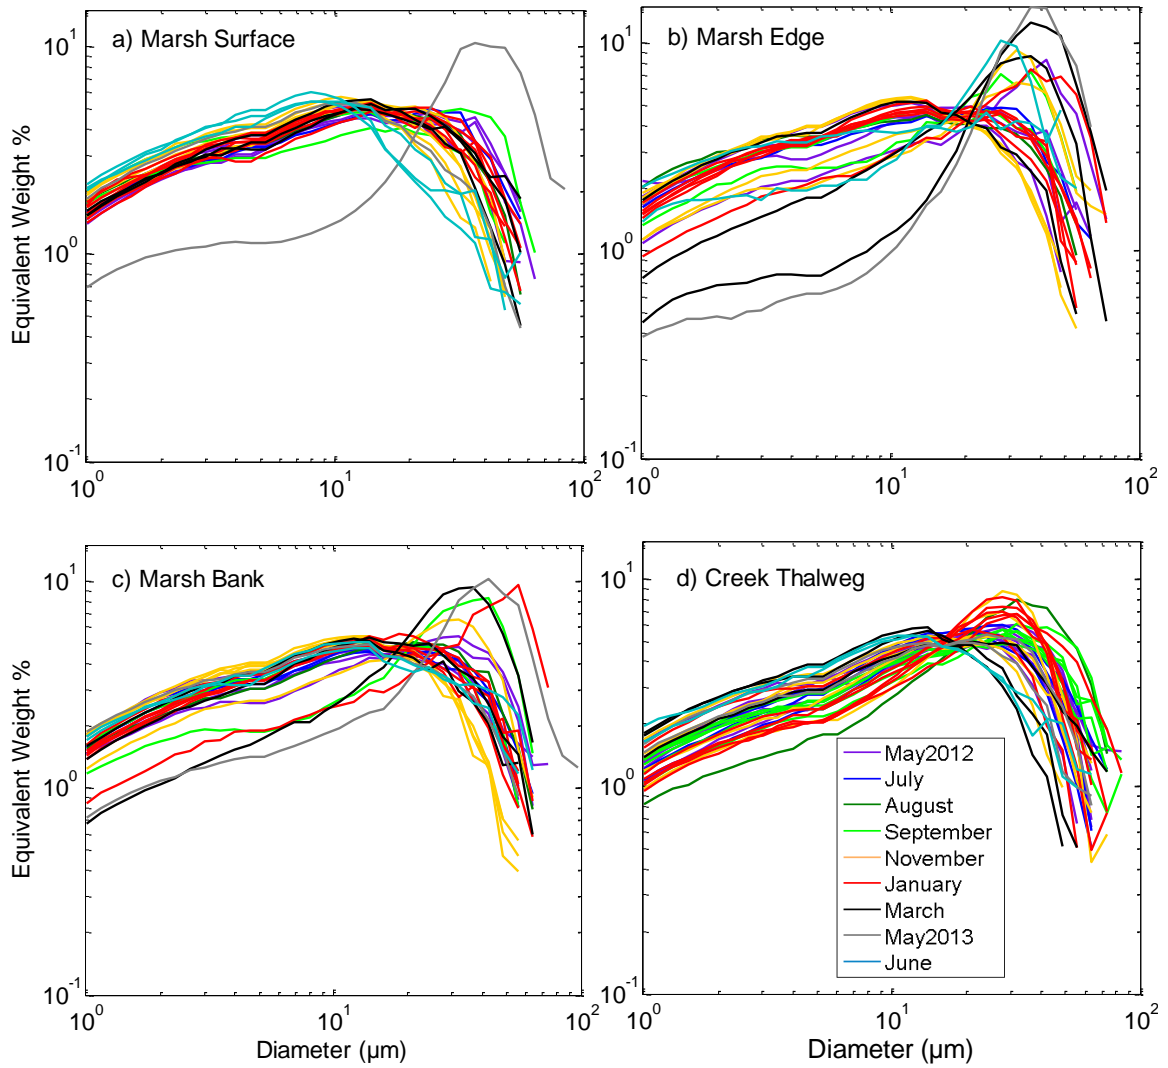 a) Marsh Surface
b) Marsh Edge
10^1
10^0
10^-1
Equivalent Weight %
10^0
10^1
10^2
10^1
10^0
10^-1
10^0
10^1
10^2
c) Marsh Bank
d) Creek Thalweg
10^1
10^0
10^-1
Equivalent Weight %
10^0
10^1
10^2
Diameter (µm)
10^1
10^0
10^-1
May2012
July
August
September
November
January
March
May2013
June
10^0
10^1
10^2
Diameter (µm)